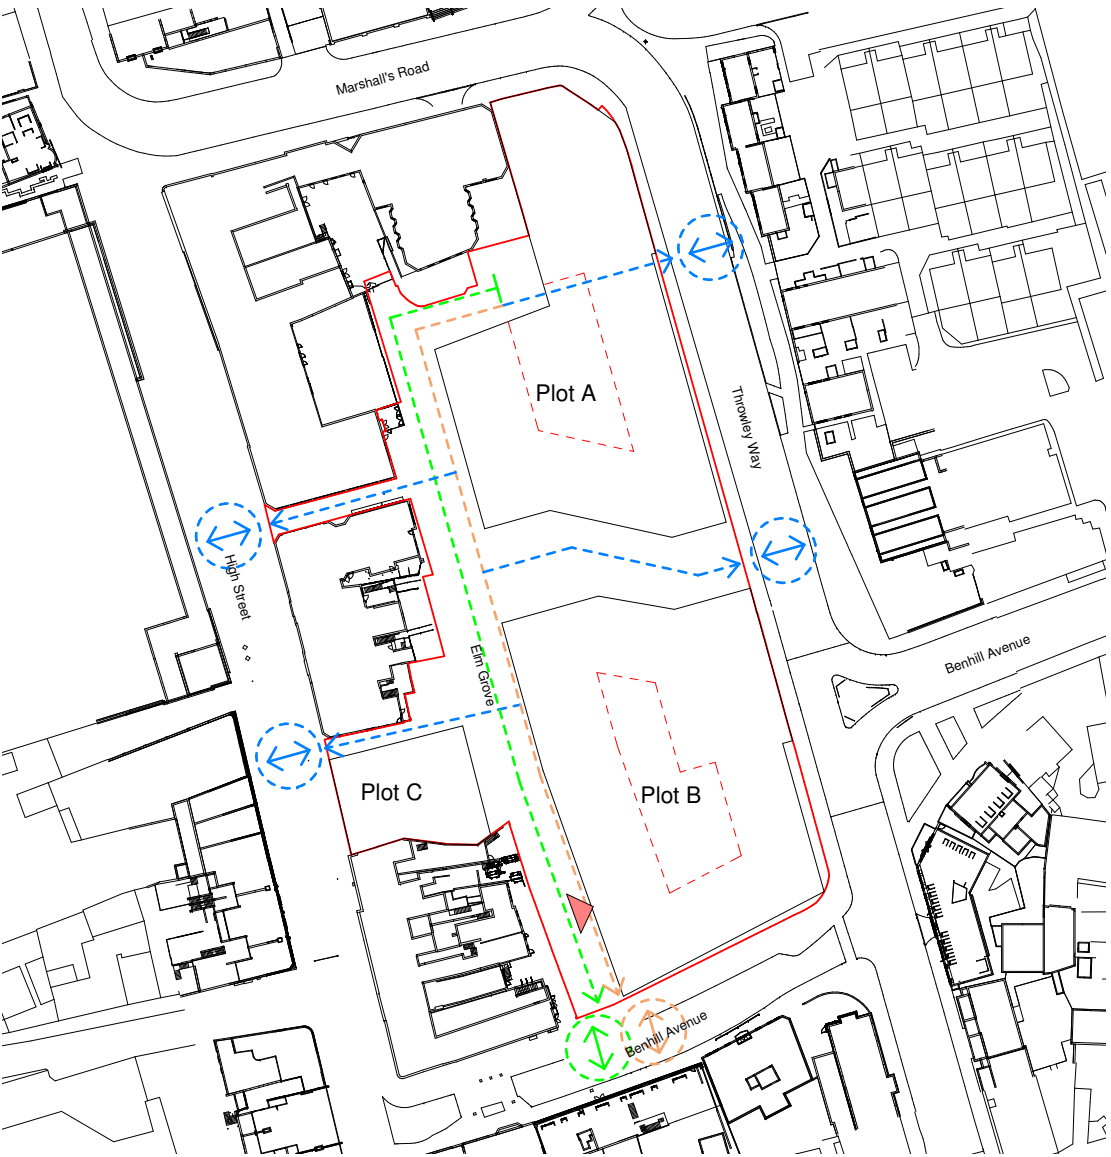 Marshall's Road
Plot A
Throwley Way
High Street
Elm Grove
Benhill Avenue
Plot C
Plot B
Benhill Avenue